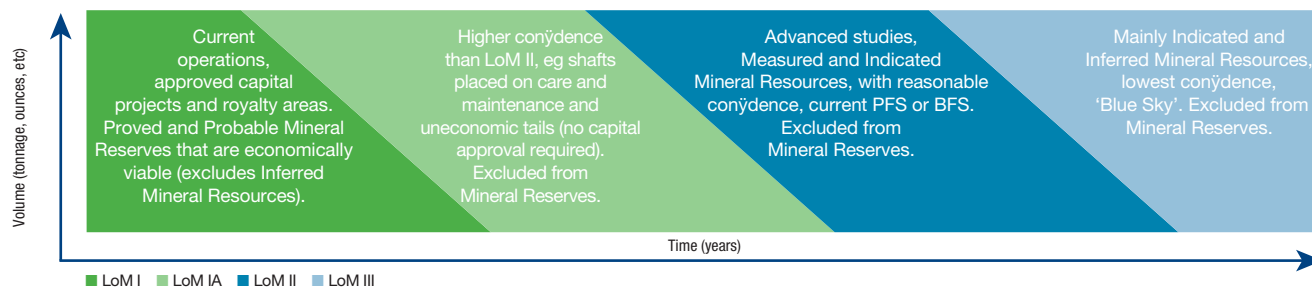 Volume (tonnage, ounces, etc)
Current
operations,
approved capital
projects and royalty areas.
Proved and Probable Mineral
Reserves that are economically
viable (excludes Inferred
Mineral Resources).
Higher conÿdence
than LoM II, eg shafts
placed on care and
maintenance and
uneconomic tails (no capital
approval required).
Excluded from
Mineral Reserves.
Advanced studies,
Measured and Indicated
Mineral Resources, with reasonable
conÿdence, current PFS or BFS.
Excluded from
Mineral Reserves.
Mainly Indicated and
Inferred Mineral Resources,
lowest conÿdence,
‘Blue Sky’. Excluded from
Mineral Reserves.
Time (years)
LoM I LoM IA LoM II LoM III